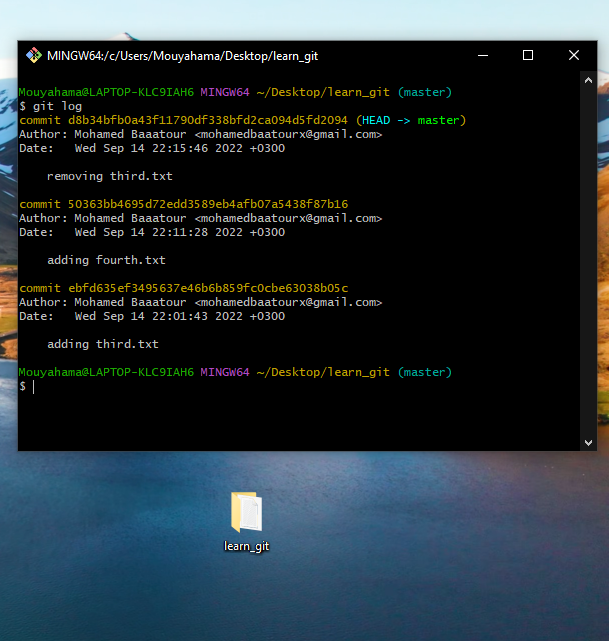 MINGW64:/c/Users/Mouyahama/Desktop/learn_git
Mouyahama@LAPTOP-KLC9IAH6 MINGW64 ~/Desktop/learn_git (master)
$ git log
commit d8b34bfb0a43f11790df338bfd2ca094d5fd2094 (HEAD -> master)
Author: Mohamed Baaatour <mohamedbaatourx@gmail.com>
Date:   Wed Sep 14 22:15:46 2022 +0300
removing third.txt
commit 50363bb4695d72edd3589eb4afb07a5438f87b16
Author: Mohamed Baaatour <mohamedbaatourx@gmail.com>
Date:   Wed Sep 14 22:11:28 2022 +0300
adding fourth.txt
commit ebfd635ef3495637e46b6b859fc0cbe63038b05c
Author: Mohamed Baaatour <mohamedbaatourx@gmail.com>
Date:   Wed Sep 14 22:01:43 2022 +0300
adding third.txt
Mouyahama@LAPTOP-KLC9IAH6 MINGW64 ~/Desktop/learn_git (master)
$
learn_git